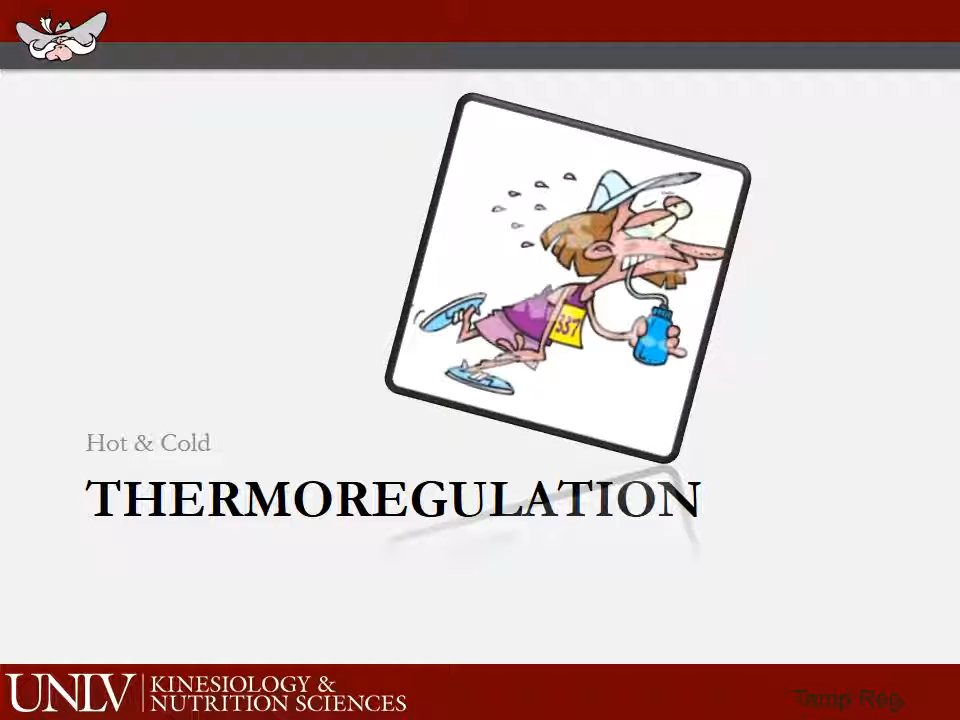 337
Hot & Cold
THERMOREGULATION
UNLV
KINESIOLOGY &
NUTRITION SCIENCES
Temp Reg.